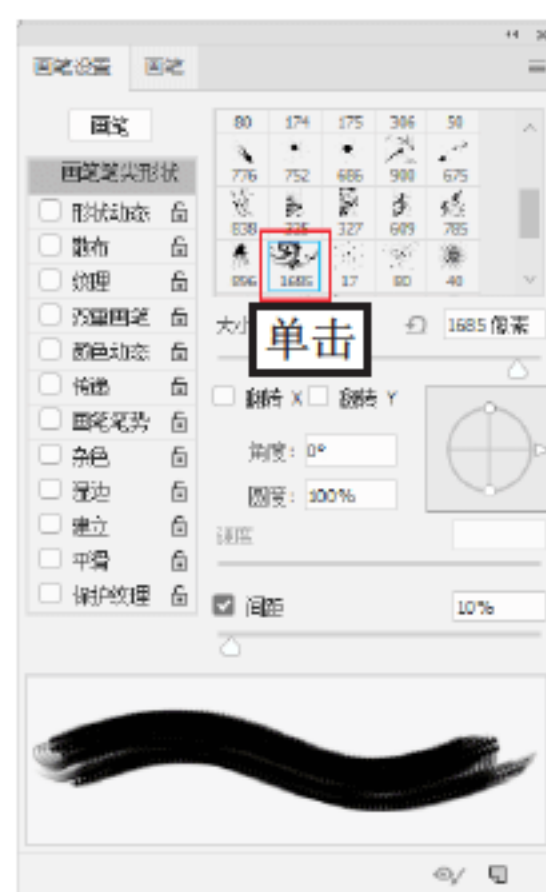 画笔设置 画笔
画笔
80 174 175 306 50
776 752 686 900 675
画笔笔尖形状
838 335 327 609 785
形状动态
散布
896 1685 17 80 40
纹理
双重画笔
大小 1685 像素
单击
颜色动态
传递
翻转 X 翻转 Y
画笔笔势
角度: 0°
杂色
圆度: 100%
湿边
建立
硬度
平滑
保护纹理
间距 10%